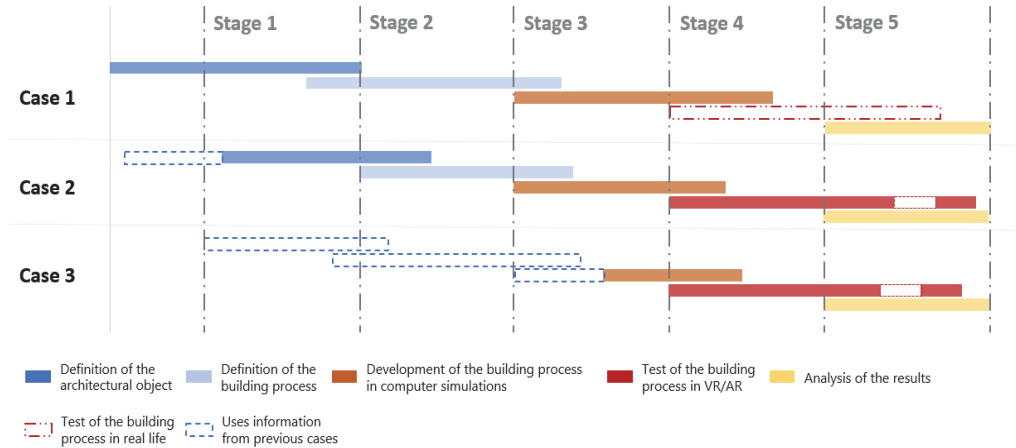 Stage 1
Stage 2
Stage 3
Stage 4
Stage 5
Case 1
Case 2
Case 3
Definition of the
architectural object
Definition of the
building process
Development of the building process
in computer simulations
Test of the building
process in VR/AR
Analysis of the results
Test of the building
process in real life
Uses information
from previous cases